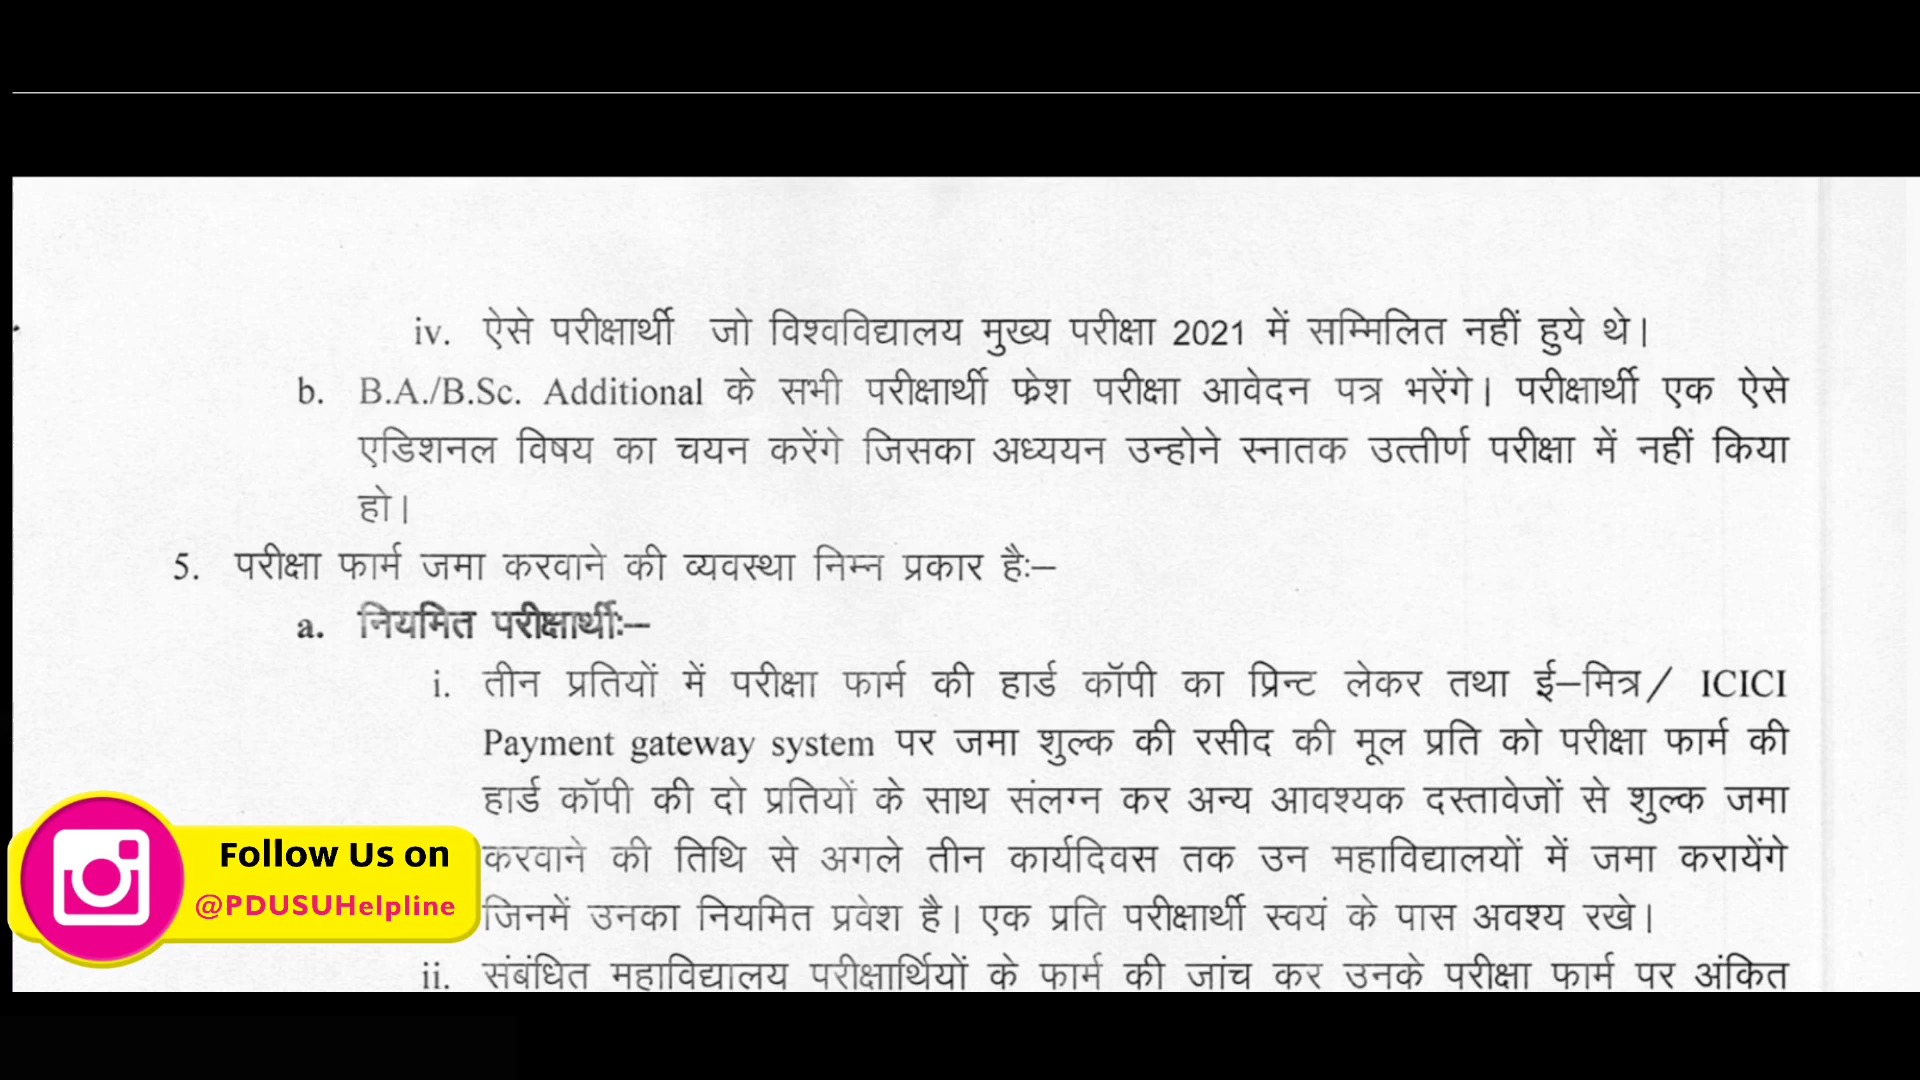 iv. ऐसे परीक्षार्थी जो विश्वविद्यालय मुख्य परीक्षा 2021 में सम्मिलित नहीं हुये थे।
b. B.A./B.Sc. Additional के सभी परीक्षार्थी फ्रेश परीक्षा आवेदन पत्र भरेंगे। परीक्षार्थी एक ऐसे
एडिशनल विषय का चयन करेंगे जिसका अध्ययन उन्होने स्नातक उत्तीर्ण परीक्षा में नहीं किया
हो।
5. परीक्षा फार्म जमा करवाने की व्यवस्था निम्न प्रकार है:–
a. नियमित परीक्षार्थी:–
i. तीन प्रतियों में परीक्षा फार्म की हार्ड कॉपी का प्रिन्ट लेकर तथा ई–मित्र/ ICICI
Payment gateway system पर जमा शुल्क की रसीद की मूल प्रति को परीक्षा फार्म की
हार्ड कॉपी की दो प्रतियों के साथ संलग्न कर अन्य आवश्यक दस्तावेजों से शुल्क जमा
करवाने की तिथि से अगले तीन कार्यदिवस तक उन महाविद्यालयों में जमा करायेंगे
जिनमें उनका नियमित प्रवेश है। एक प्रति परीक्षार्थी स्वयं के पास अवश्य रखे।
ii. संबंधित महाविद्यालय परीक्षार्थियों के फार्म की जांच कर उनके परीक्षा फार्म पर अंकित
Follow Us on
@PDUSUHelpline